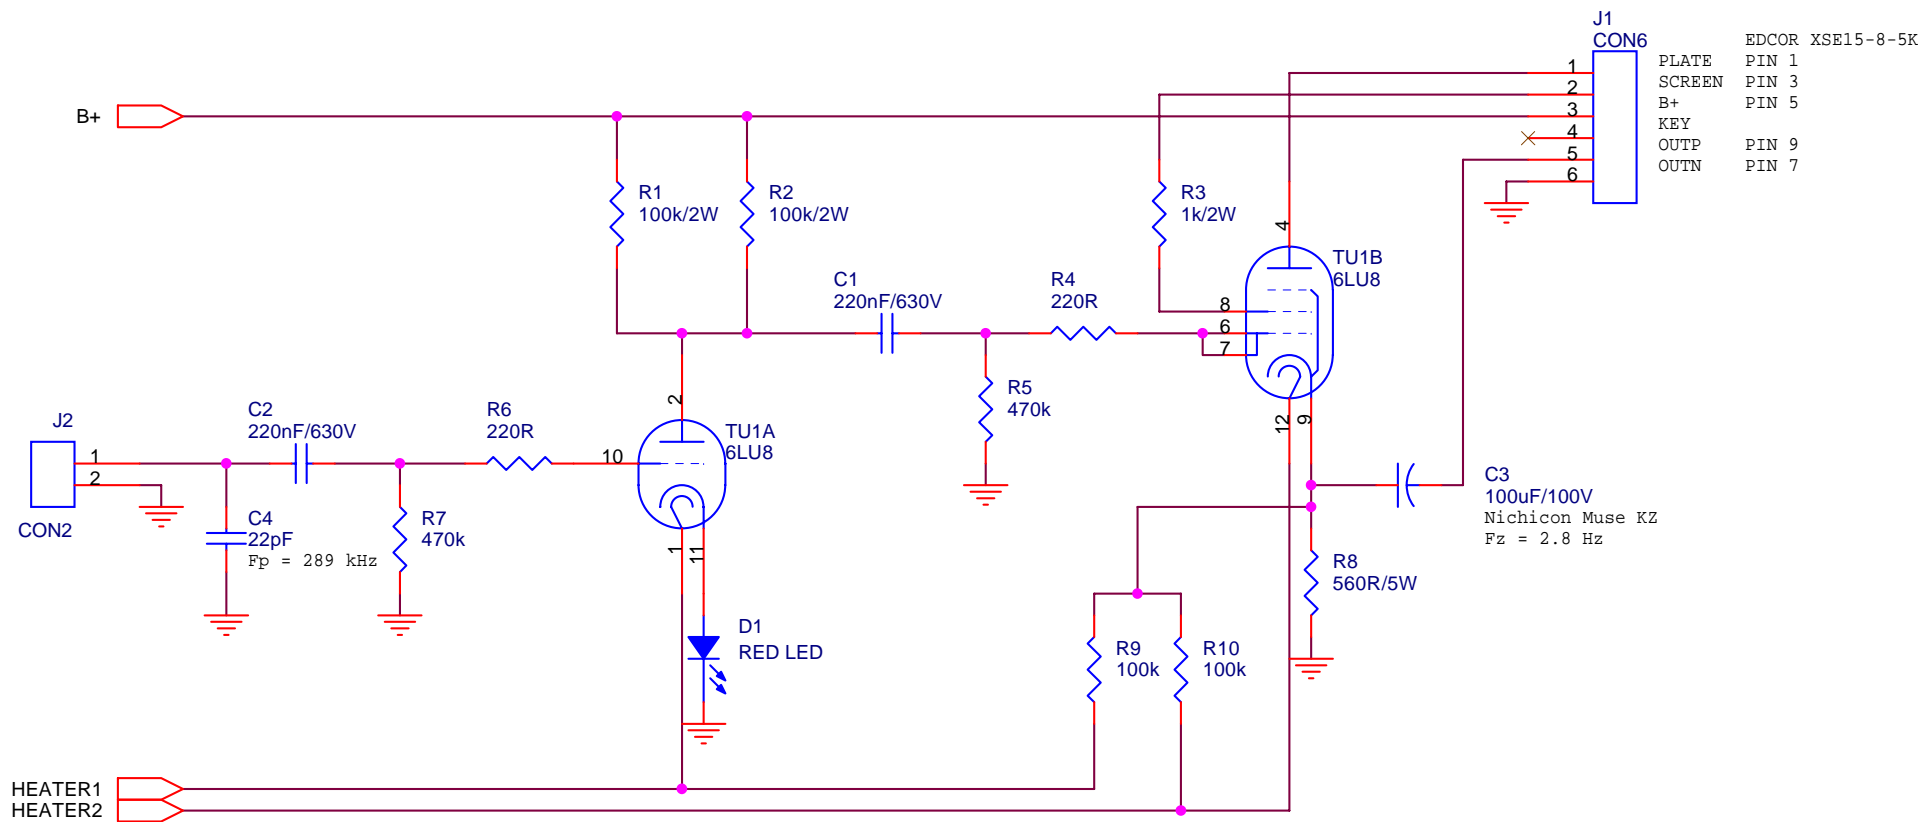 J1
CON6
EDCOR XSE15-8-5K
1 PLATE PIN 1
2 SCREEN PIN 3
3 B+ PIN 5
4 KEY
5 OUTP PIN 9
6 OUTN PIN 7
B+
R1
100k/2W
R2
100k/2W
R3
1k/2W
4
TU1B
6LU8
8
6
7
12
9
C1
220nF/630V
R4
220R
R5
470k
J2
1
2
CON2
C2
220nF/630V
R6
220R
10
2
TU1A
6LU8
1
11
C4
22pF
Fp = 289 kHz
R7
470k
D1
RED LED
C3
100uF/100V
Nichicon Muse KZ
Fz = 2.8 Hz
R8
560R/5W
R9
100k
R10
100k
HEATER1
HEATER2